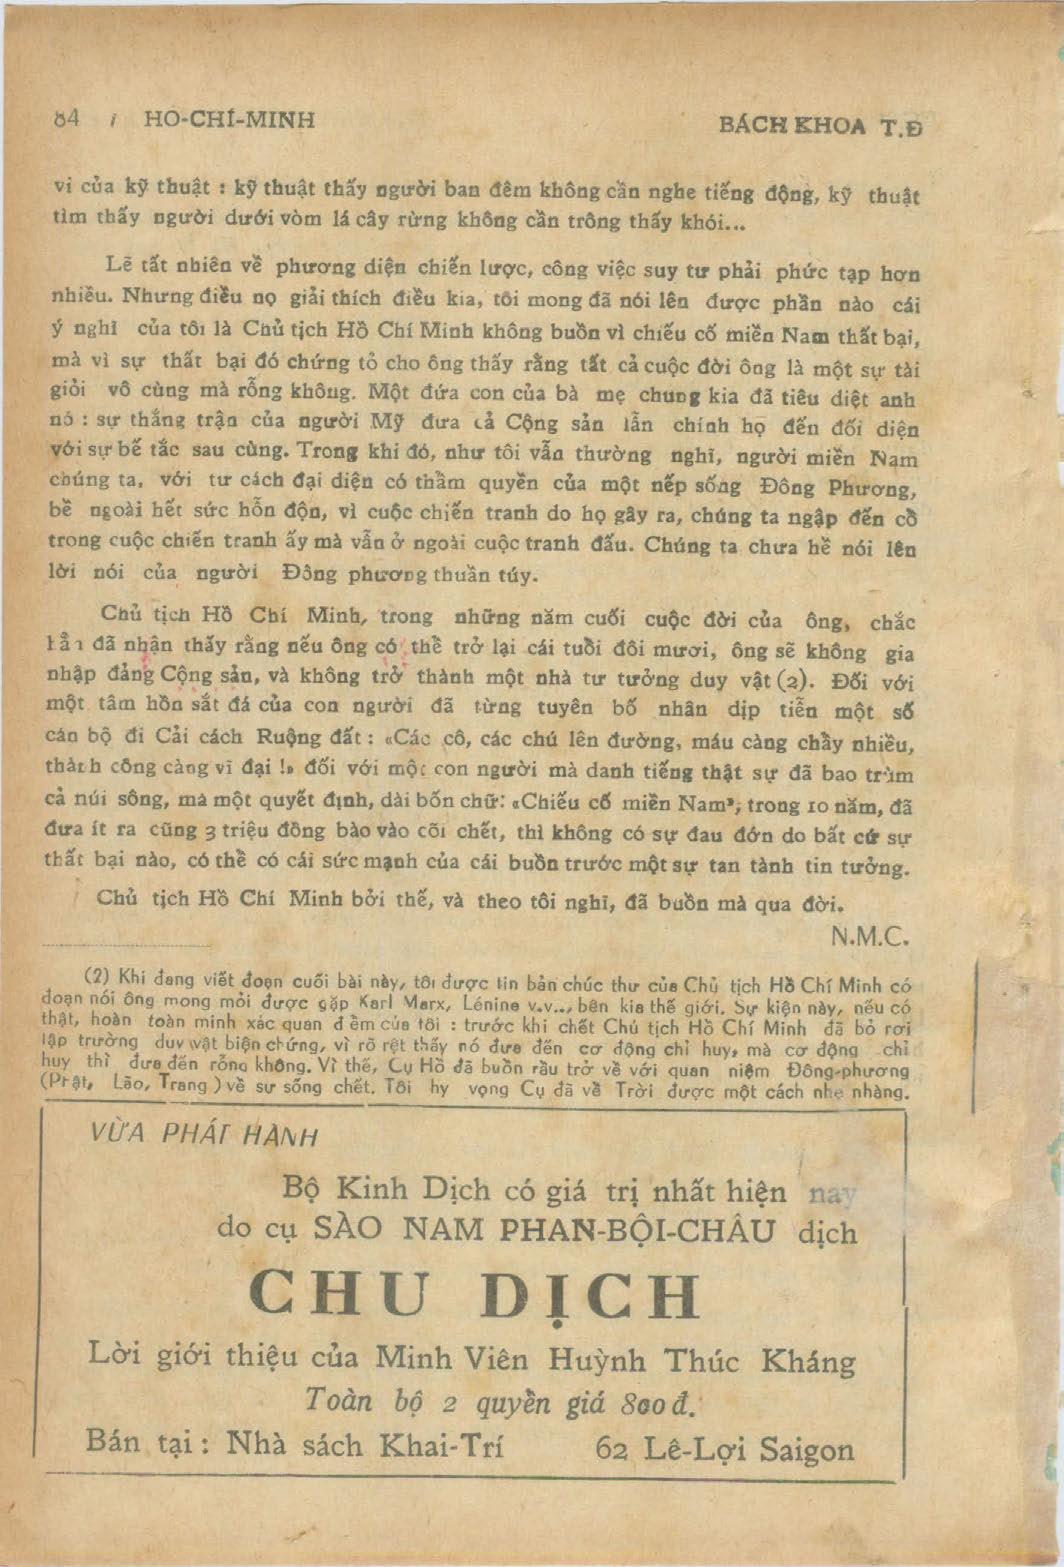 84 / HỒ-CHÍ-MINH BÁCH KHOA T.Đ
vi của kỹ thuật : kỹ thuật thấy người ban đêm không cần nghe tiếng động, kỹ thuật
tìm thấy người dưới vòm lá cây rừng không cần trông thấy khói...
Lẽ tất nhiên về phương diện chiến lược, công việc suy tư phải phức tạp hơn
nhiều. Nhưng điều nọ giải thích điều kia, tôi mong đã nói lên được phần nào cái
ý nghĩ của tôi là Chủ tịch Hồ Chí Minh không buồn vì chiếu cố miền Nam thất bại,
mà vì sự thất bại đó chứng tỏ cho ông thấy rằng tất cả cuộc đời ông là một sự tài
giỏi vô cùng mà rỗng không. Một đứa con của bà mẹ chung kia đã tiêu diệt anh
nó : sự thắng trận của người Mỹ đưa cả Cộng sản lẫn chính họ đến đối diện
với sự bế tắc sau cùng. Trong khi đó, như tôi vẫn thường nghĩ, người miền Nam
chúng ta, với tư cách đại diện có thầm quyền của một nếp sống Đông Phương,
bề ngoài hết sức hỗn độn, vì cuộc chiến tranh do họ gây ra, chúng ta ngập đến cổ
trong cuộc chiến tranh ấy mà vẫn ở ngoài cuộc tranh đấu. Chúng ta chưa hề nói lên
lời nói của người Đông phương thuần túy.
Chủ tịch Hồ Chí Minh, trong những năm cuối cuộc đời của ông, chắc
hẳn đã nhận thấy rằng nếu ông có thể trở lại cái tuổi đôi mươi, ông sẽ không gia
nhập đảng Cộng sản, và không trở thành một nhà tư tưởng duy vật (2). Đối với
một tâm hồn sắt đá của con người đã từng tuyên bố nhân dịp tiễn một số
cán bộ đi Cải cách Ruộng đất : «Các cô, các chú lên đường, máu càng chảy nhiều,
thành công càng vĩ đại !» đối với một con người mà danh tiếng thật sự đã bao trùm
cả núi sông, mà một quyết định, dài bốn chữ: «Chiếu cố miền Nam», trong 10 năm, đã
đưa ít ra cũng 3 triệu đồng bào vào cõi chết, thì không có sự đau đớn do bất cứ sự
thất bại nào, có thể có cái sức mạnh của cái buồn trước một sự tan tành tin tưởng.
Chủ tịch Hồ Chí Minh bởi thế, và theo tôi nghĩ, đã buồn mà qua đời.
N.M.C.
(2) Khi đang viết đoạn cuối bài này, tôi được tin bản chúc thư của Chủ tịch Hồ Chí Minh có
đoạn nói ông mong mỏi được gặp Karl Marx, Lénine v.v.., bên kia thế giới. Sự kiện này, nếu có
thật, hoàn toàn minh xác quan điểm của tôi : trước khi chết Chủ tịch Hồ Chí Minh đã bỏ rơi
lập trường duy vật biện chứng, vì rõ rệt thấy nó đưa đến cơ động chỉ huy, mà cơ động chỉ
huy thì đưa đến rỗng không. Vì thế, Cụ Hồ đã buồn rầu trở về với quan niệm Đông-phương
(Phật, Lão, Trang) về sự sống chết. Tôi hy vọng Cụ đã về Trời được một cách nhẹ nhàng.
VỪA PHÁT HÀNH
Bộ Kinh Dịch có giá trị nhất hiện nay
do cụ SÀO NAM PHAN-BỘI-CHÂU dịch
CHU DỊCH
Lời giới thiệu của Minh Viên Huỳnh Thúc Kháng
Toàn bộ 2 quyển giá 800đ.
Bán tại : Nhà sách Khai-Trí 62 Lê-Lợi Saigon